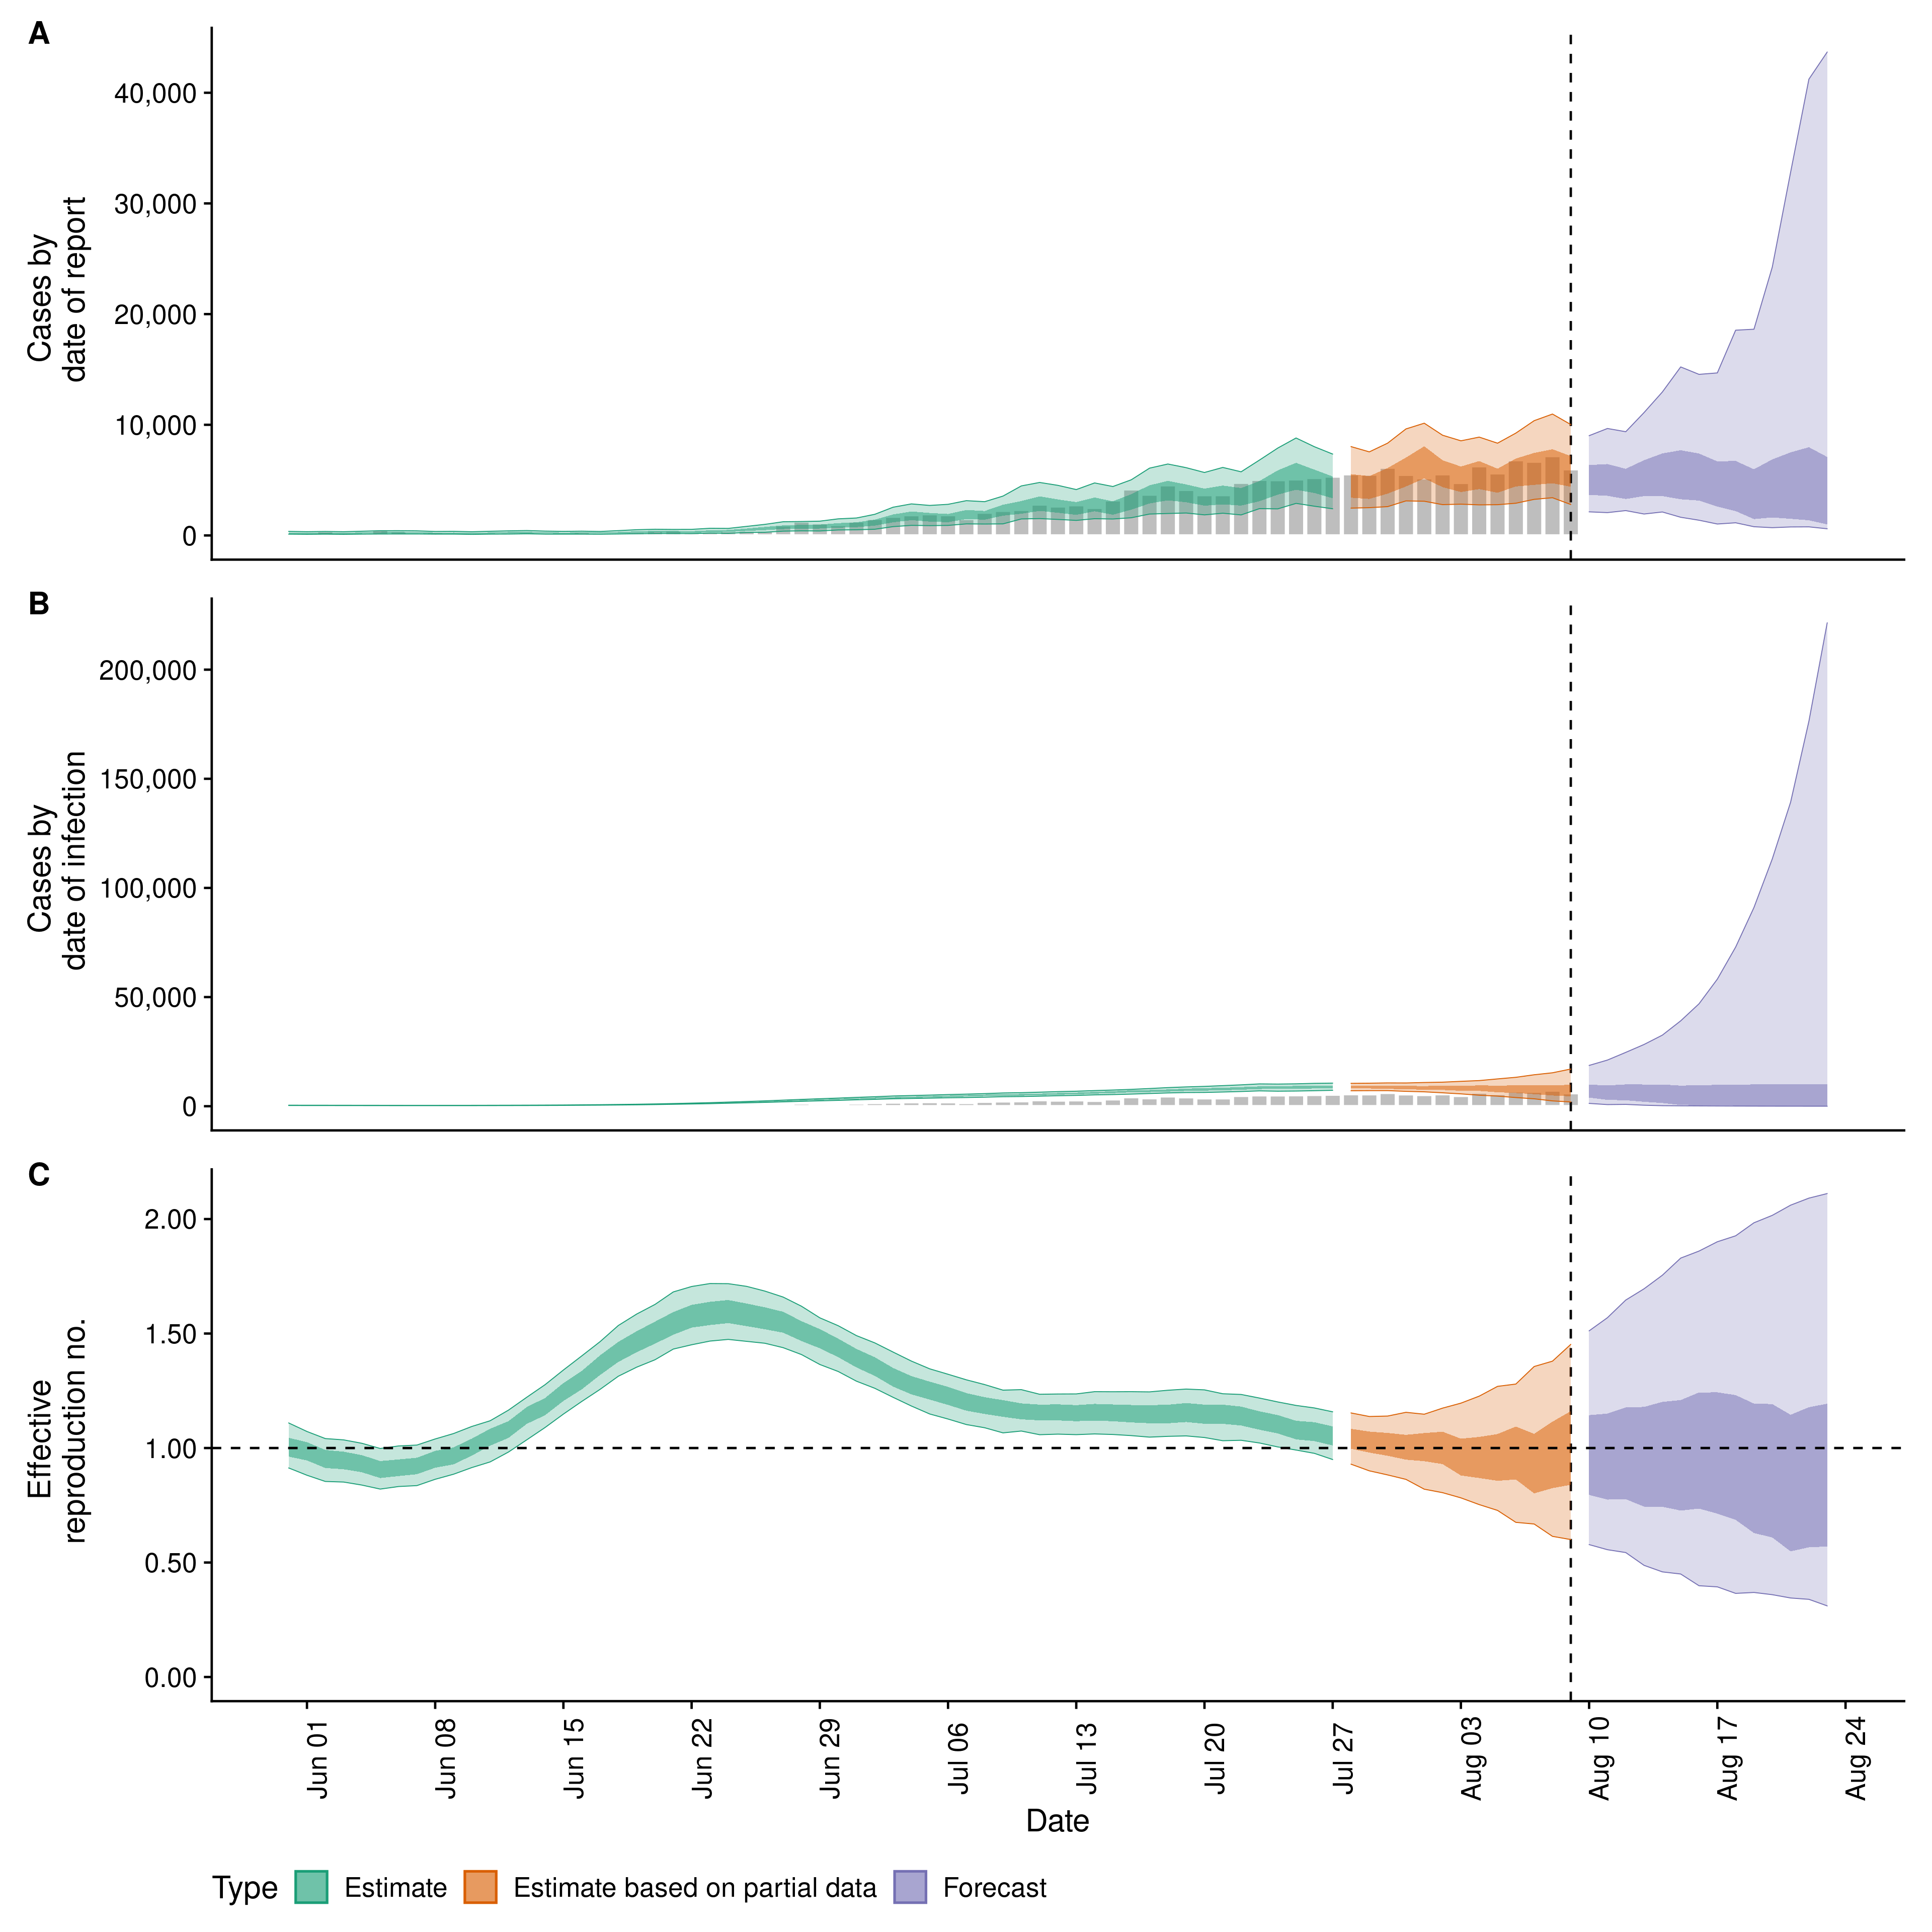 A
Cases by
date of report
40,000
30,000
20,000
10,000
0
B
Cases by
date of infection
200,000
150,000
100,000
50,000
0
C
Effective
reproduction no.
2.00
1.50
1.00
0.50
0.00
Jun 01 Jun 08 Jun 15 Jun 22 Jun 29 Jul 06 Jul 13 Jul 20 Jul 27 Aug 03 Aug 10 Aug 17 Aug 24
Date
Type Estimate Estimate based on partial data Forecast